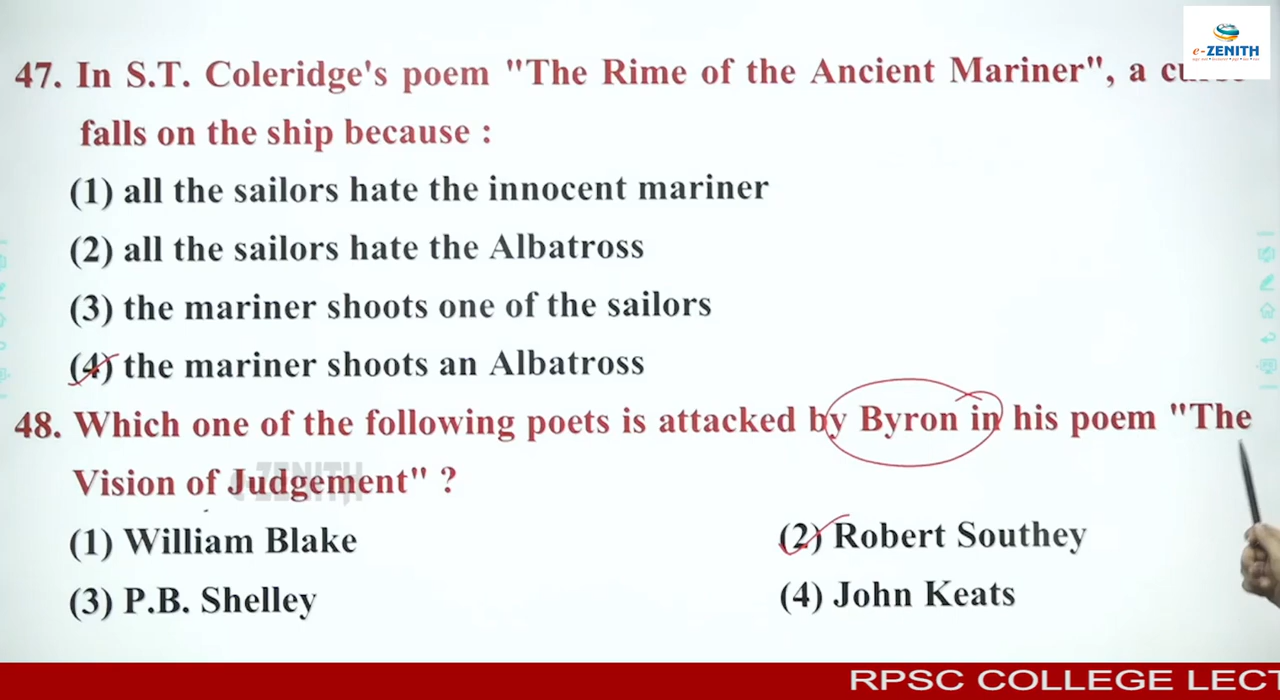 e-ZENITH
47. In S.T. Coleridge's poem "The Rime of the Ancient Mariner", a
falls on the ship because :
(1) all the sailors hate the innocent mariner
(2) all the sailors hate the Albatross
(3) the mariner shoots one of the sailors
(4) the mariner shoots an Albatross
48. Which one of the following poets is attacked by Byron in his poem "The
Vision of Judgement" ?
e-ZENITH
(1) William Blake
(2) Robert Southey
(3) P.B. Shelley
(4) John Keats
RPSC COLLEGE LECT